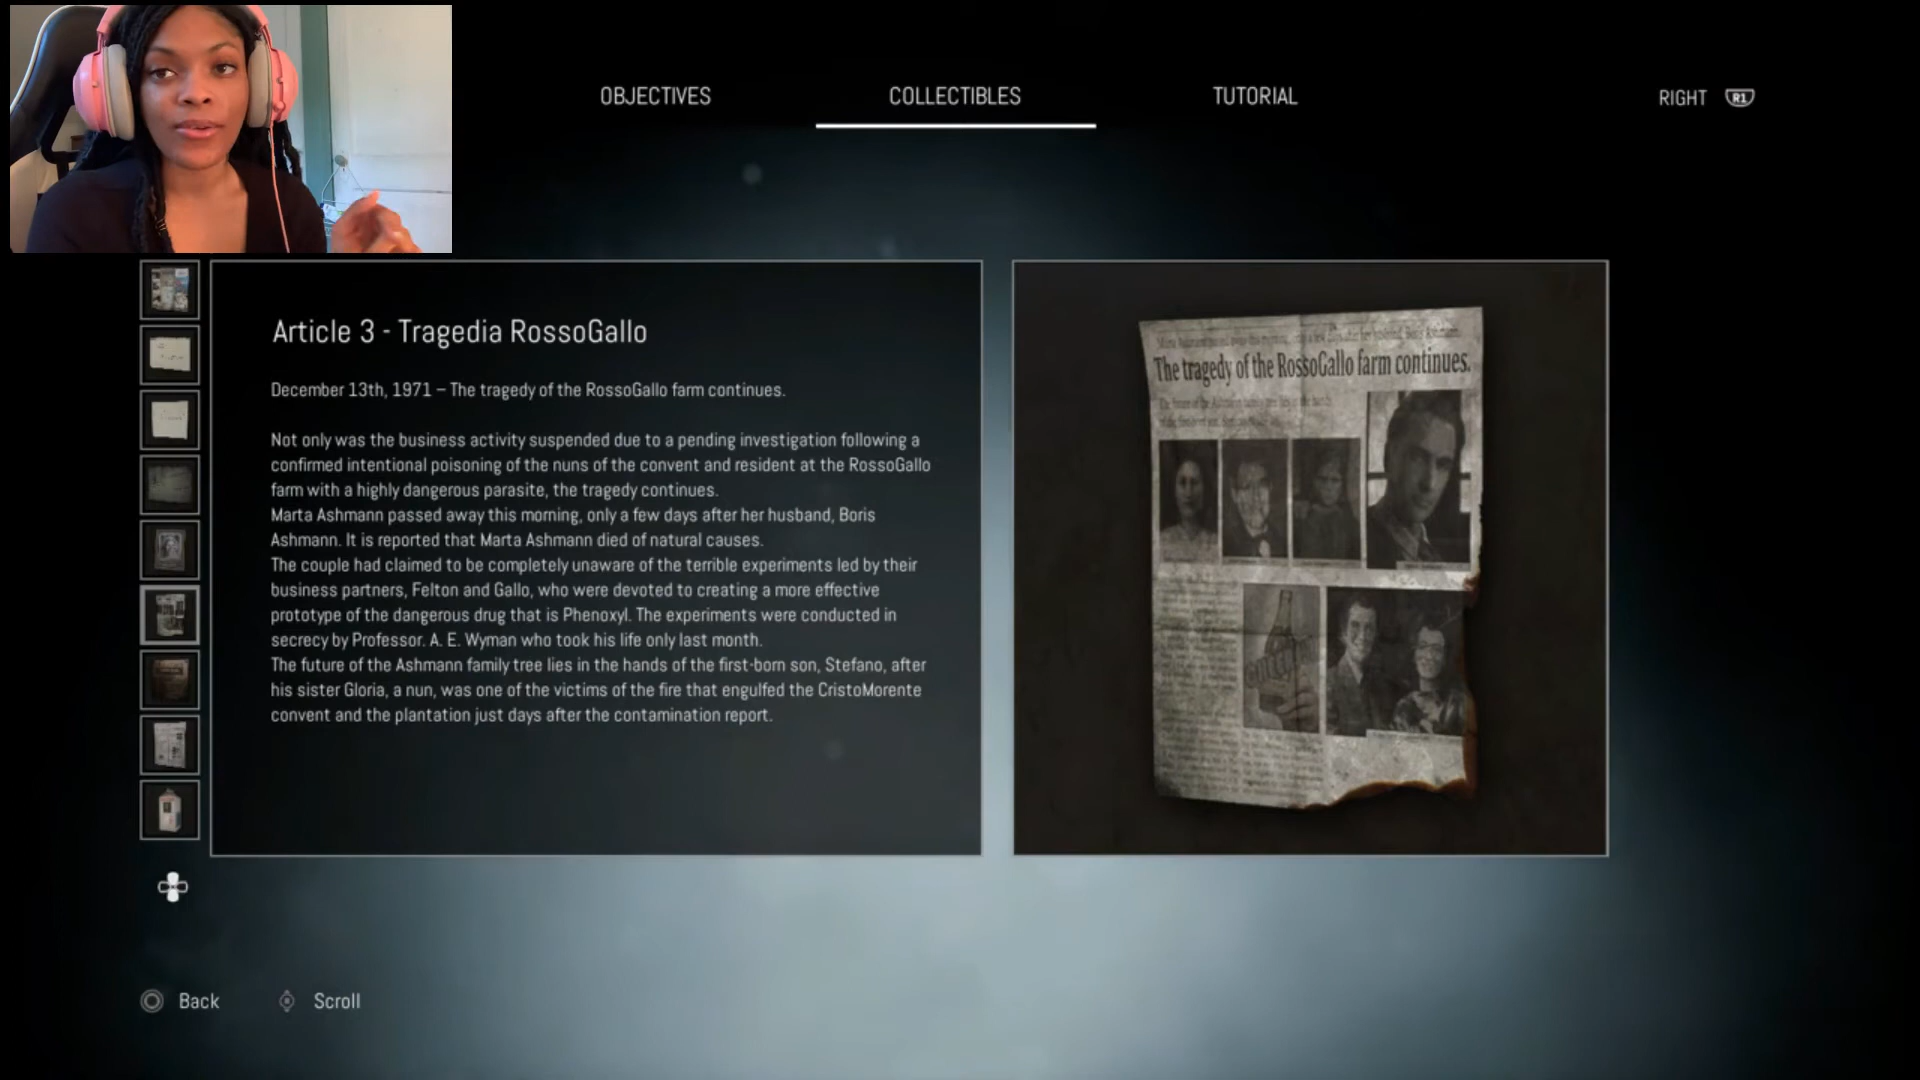 OBJECTIVES
COLLECTIBLES
TUTORIAL
RIGHT R1
Article 3 - Tragedia RossoGallo
December 13th, 1971 – The tragedy of the RossoGallo farm continues.
Not only was the business activity suspended due to a pending investigation following a
confirmed intentional poisoning of the nuns of the convent and resident at the RossoGallo
farm with a highly dangerous parasite, the tragedy continues.
Marta Ashmann passed away this morning, only a few days after her husband, Boris
Ashmann. It is reported that Marta Ashmann died of natural causes.
The couple had claimed to be completely unaware of the terrible experiments led by their
business partners, Felton and Gallo, who were devoted to creating a more effective
prototype of the dangerous drug that is Phenoxyl. The experiments were conducted in
secrecy by Professor. A. E. Wyman who took his life only last month.
The future of the Ashmann family tree lies in the hands of the first-born son, Stefano, after
his sister Gloria, a nun, was one of the victims of the fire that engulfed the CristoMorente
convent and the plantation just days after the contamination report.
The tragedy of the RossoGallo farm continues.
Back
Scroll